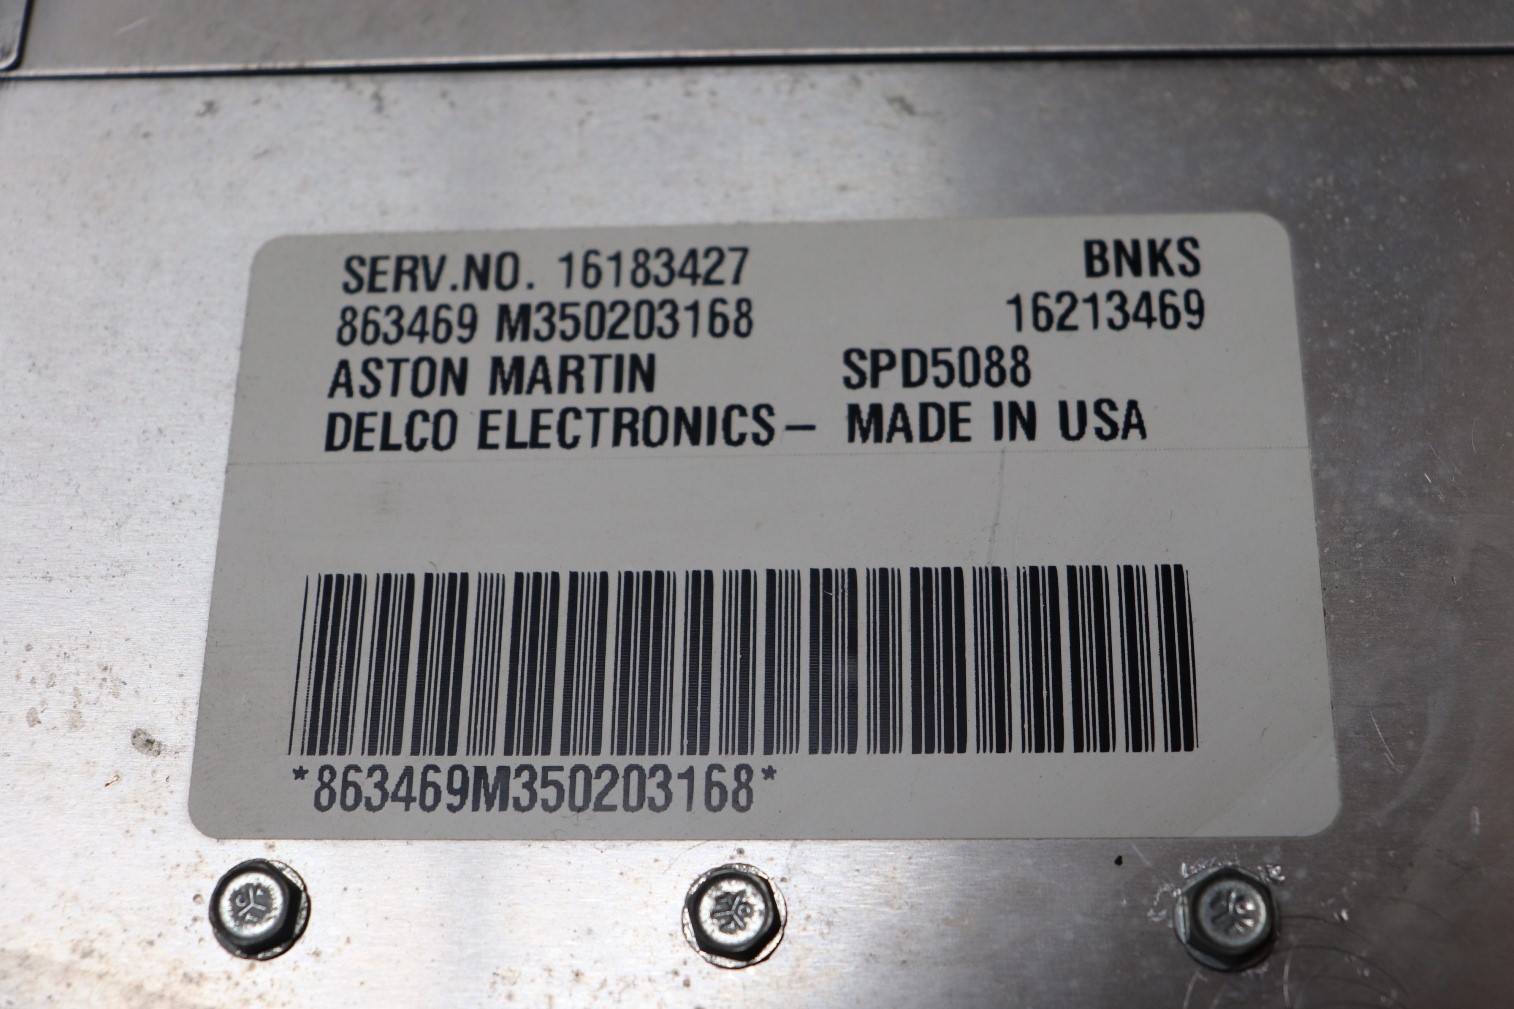 SERV.NO. 16183427 BNKS
863469 M350203168 16213469
ASTON MARTIN SPD5088
DELCO ELECTRONICS – MADE IN USA
*863469M350203168*